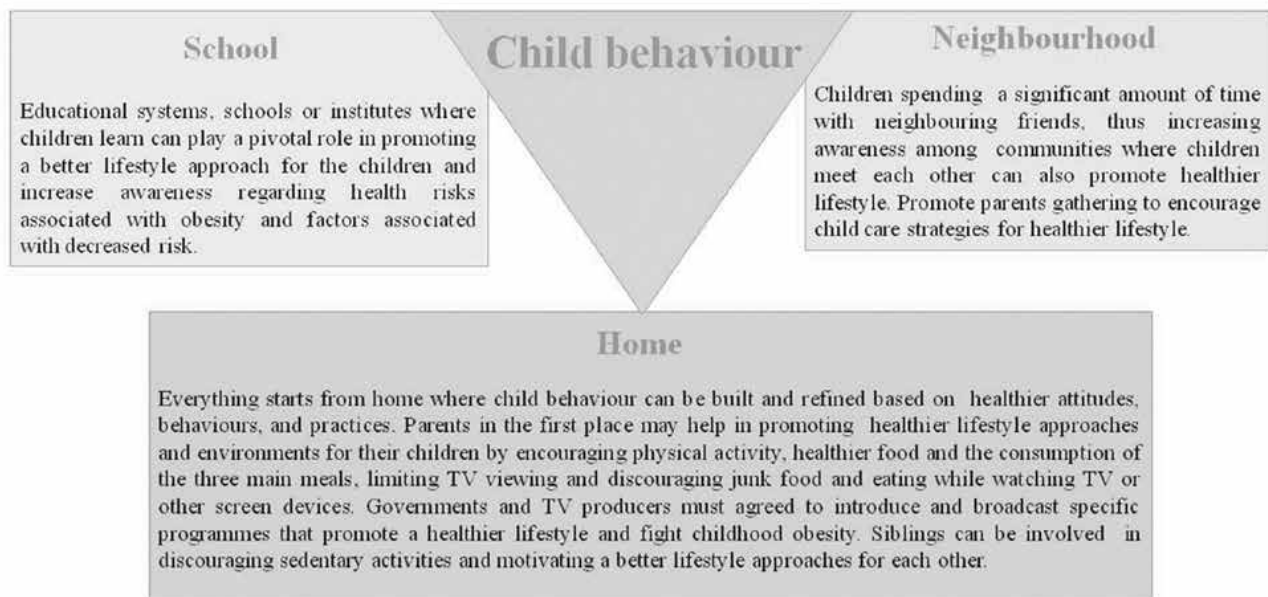 School
Educational systems, schools or institutes where
children learn can play a pivotal role in promoting
a better lifestyle approach for the children and
increase awareness regarding health risks
associated with obesity and factors associated
with decreased risk.
Child behaviour
Neighbourhood
Children spending a significant amount of time
with neighbouring friends, thus increasing
awareness among communities where children
meet each other can also promote healthier
lifestyle. Promote parents gathering to encourage
child care strategies for healthier lifestyle.
Home
Everything starts from home where child behaviour can be built and refined based on healthier attitudes,
behaviours, and practices. Parents in the first place may help in promoting healthier lifestyle approaches
and environments for their children by encouraging physical activity, healthier food and the consumption of
the three main meals, limiting TV viewing and discouraging junk food and eating while watching TV or
other screen devices. Governments and TV producers must agreed to introduce and broadcast specific
programmes that promote a healthier lifestyle and fight childhood obesity. Siblings can be involved in
discouraging sedentary activities and motivating a better lifestyle approaches for each other.